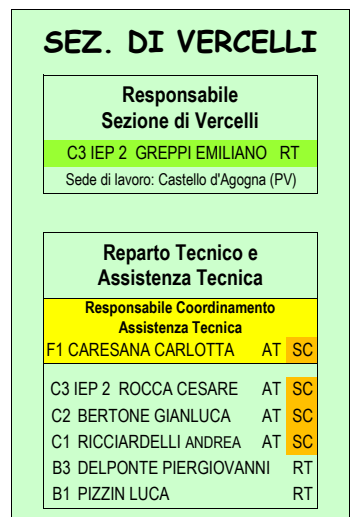 SEZ. DI VERCELLI
Responsabile
Sezione di Vercelli
C3 IEP 2 GREPPI EMILIANO RT
Sede di lavoro: Castello d'Agogna (PV)
Reparto Tecnico e
Assistenza Tecnica
Responsabile Coordinamento
Assistenza Tecnica
F1 CARESANA CARLOTTA AT SC
C3 IEP 2 ROCCA CESARE AT SC
C2 BERTONE GIANLUCA AT SC
C1 RICCIARDELLI ANDREA AT SC
B3 DELPONTE PIERGIOVANNI RT
B1 PIZZIN LUCA RT